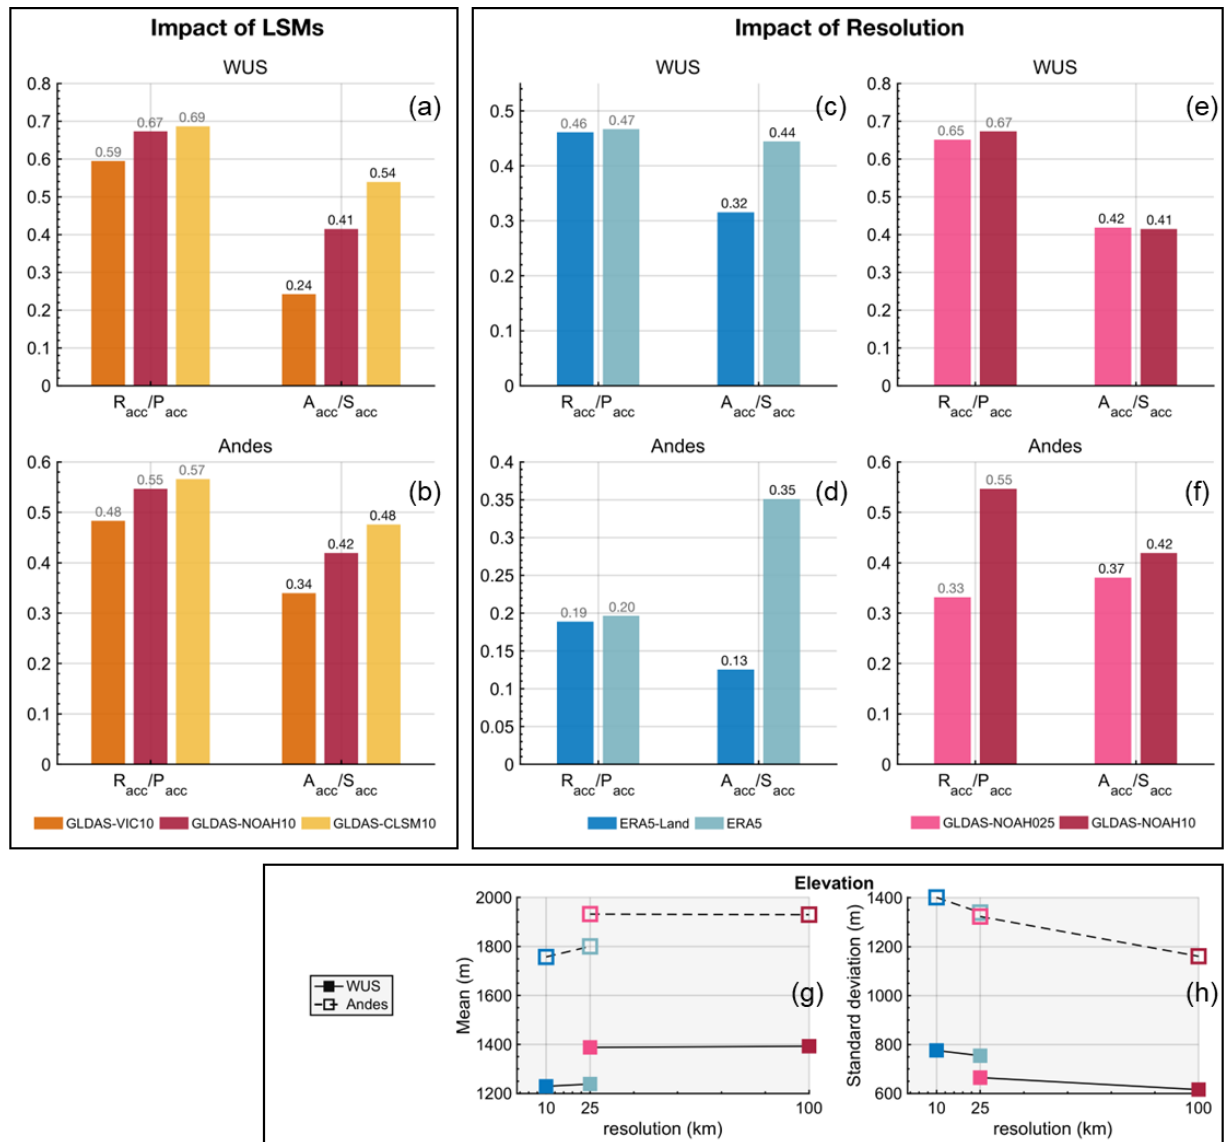 Impact of LSMs
WUS
(a)
0.8
0.7
0.6
0.5
0.4
0.3
0.2
0.1
0
0.59
0.67
0.69
0.24
0.41
0.54
Racc/Pacc
Aacc/Sacc
Andes
(b)
0.6
0.5
0.4
0.3
0.2
0.1
0
0.48
0.55
0.57
0.34
0.42
0.48
Racc/Pacc
Aacc/Sacc
GLDAS-VIC10 GLDAS-NOAH10 GLDAS-CLSM10
Impact of Resolution
WUS
(c)
0.5
0.4
0.3
0.2
0.1
0
0.46
0.47
0.32
0.44
Racc/Pacc
Aacc/Sacc
Andes
(d)
0.4
0.35
0.3
0.25
0.2
0.15
0.1
0.05
0
0.19
0.20
0.13
0.35
Racc/Pacc
Aacc/Sacc
ERA5-Land ERA5
WUS
(e)
0.8
0.7
0.6
0.5
0.4
0.3
0.2
0.1
0
0.65
0.67
0.42
0.41
Racc/Pacc
Aacc/Sacc
Andes
(f)
0.6
0.5
0.4
0.3
0.2
0.1
0
0.33
0.55
0.37
0.42
Racc/Pacc
Aacc/Sacc
GLDAS-NOAH025 GLDAS-NOAH10
Elevation
WUS
Andes
Mean (m)
2000
1800
1600
1400
1200
(g)
10 25 100
resolution (km)
Standard deviation (m)
1400
1200
1000
800
600
(h)
10 25 100
resolution (km)